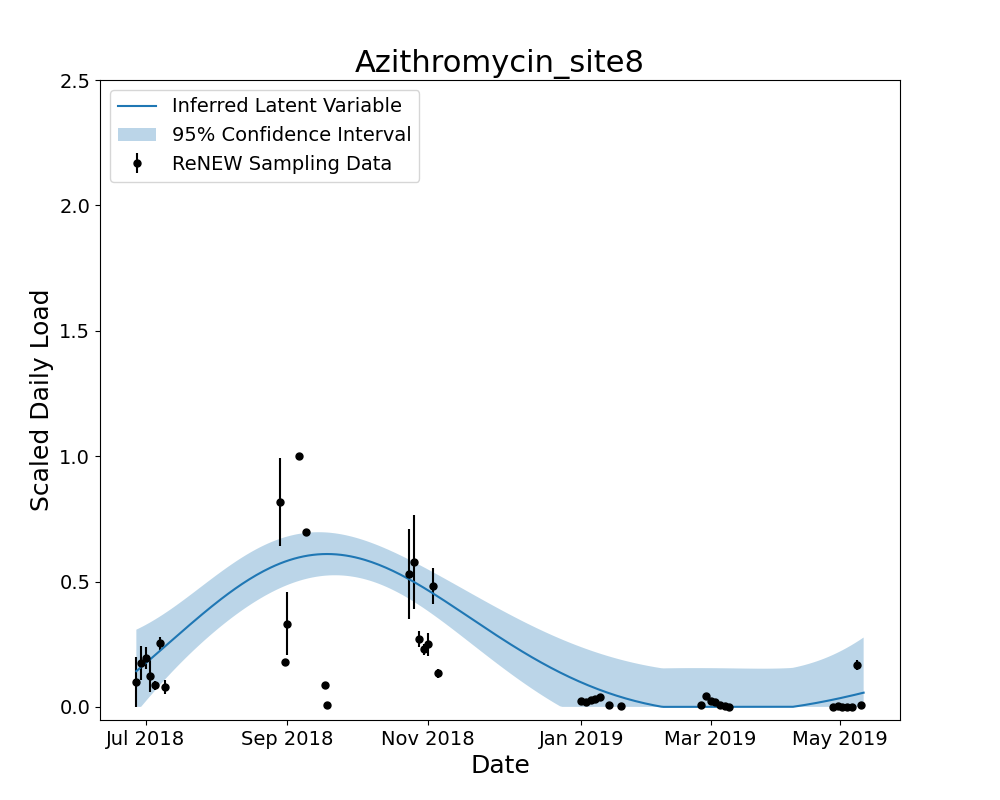 Azithromycin_site8
Inferred Latent Variable
95% Confidence Interval
ReNEW Sampling Data
Scaled Daily Load
2.5
2.0
1.5
1.0
0.5
0.0
Jul 2018 Sep 2018 Nov 2018 Jan 2019 Mar 2019 May 2019
Date